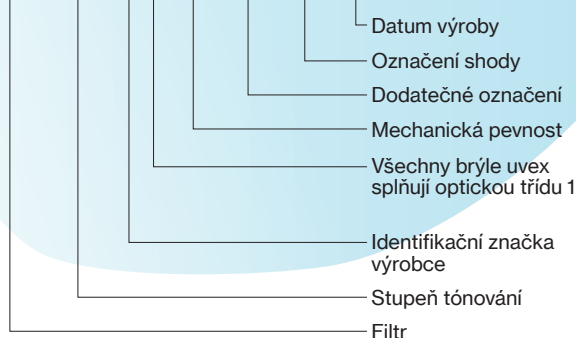 Datum výroby
Označení shody
Dodatečné označení
Mechanická pevnost
Všechny brýle uvex
splňují optickou třídu 1
Identifikační značka
výrobce
Stupeň tónování
Filtr